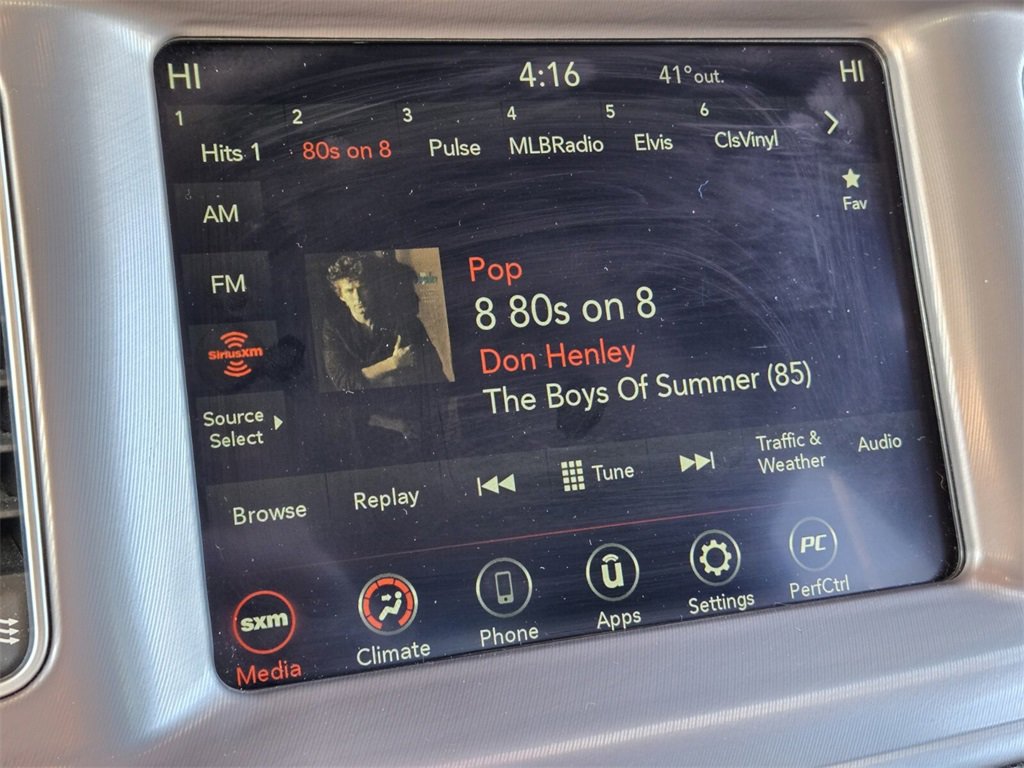 HI 4:16 41° out. HI
1 2 3 4 5 6
Hits 1 80s on 8 Pulse MLBRadio Elvis ClsVinyl
Fav
AM
FM
SiriusXM
Source
Select
Pop
8 80s on 8
Don Henley
The Boys Of Summer (85)
Browse Replay Tune Traffic &
Weather Audio
sxm PC
Media Climate Phone Apps Settings PerfCtrl